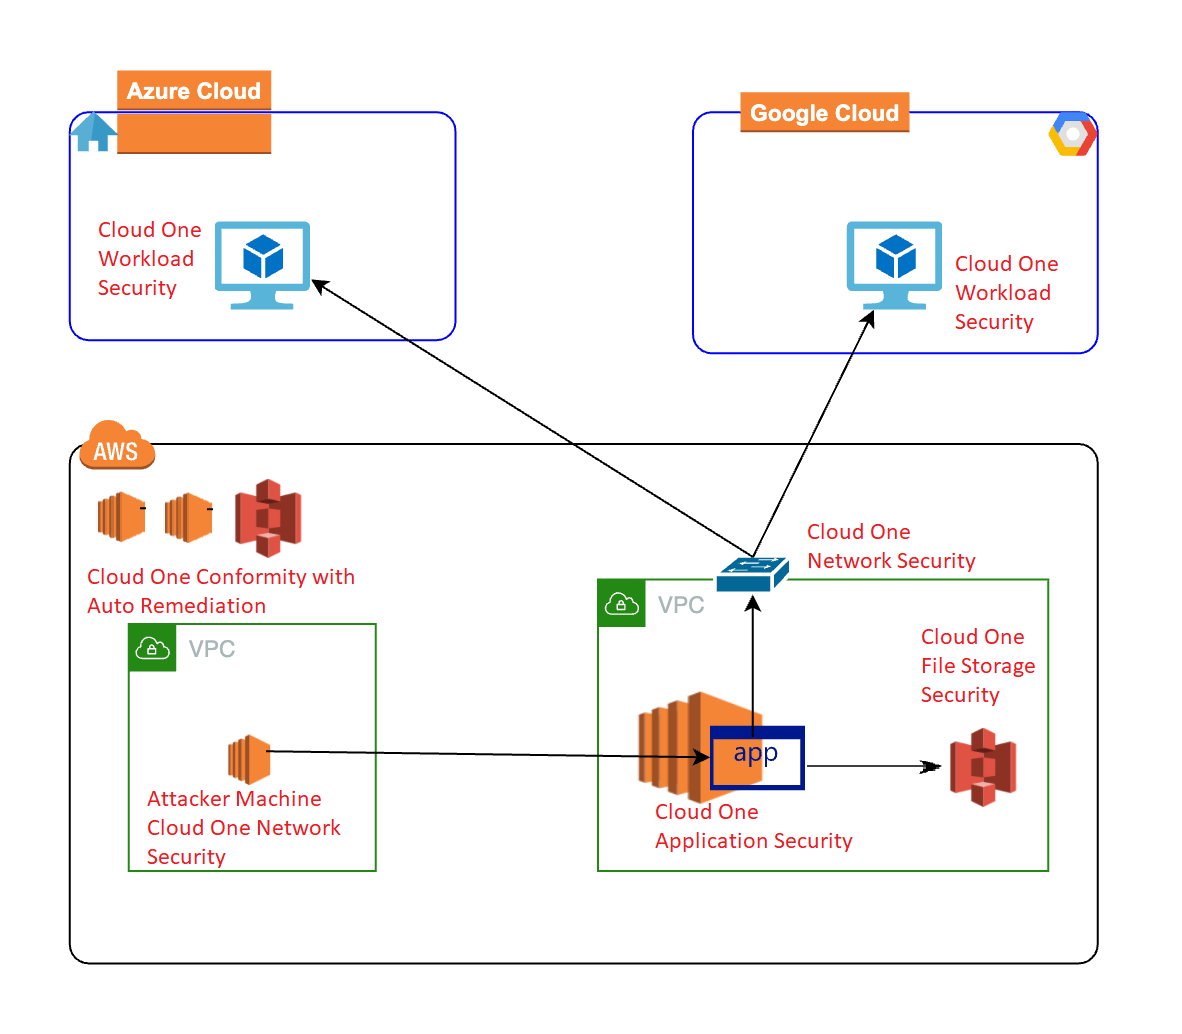 Azure Cloud
Google Cloud
Cloud One
Workload
Security
Cloud One
Workload
Security
AWS
Cloud One Conformity with
Auto Remediation
Cloud One
Network Security
VPC
VPC
Cloud One
File Storage
Security
app
Attacker Machine
Cloud One Network
Security
Cloud One
Application Security